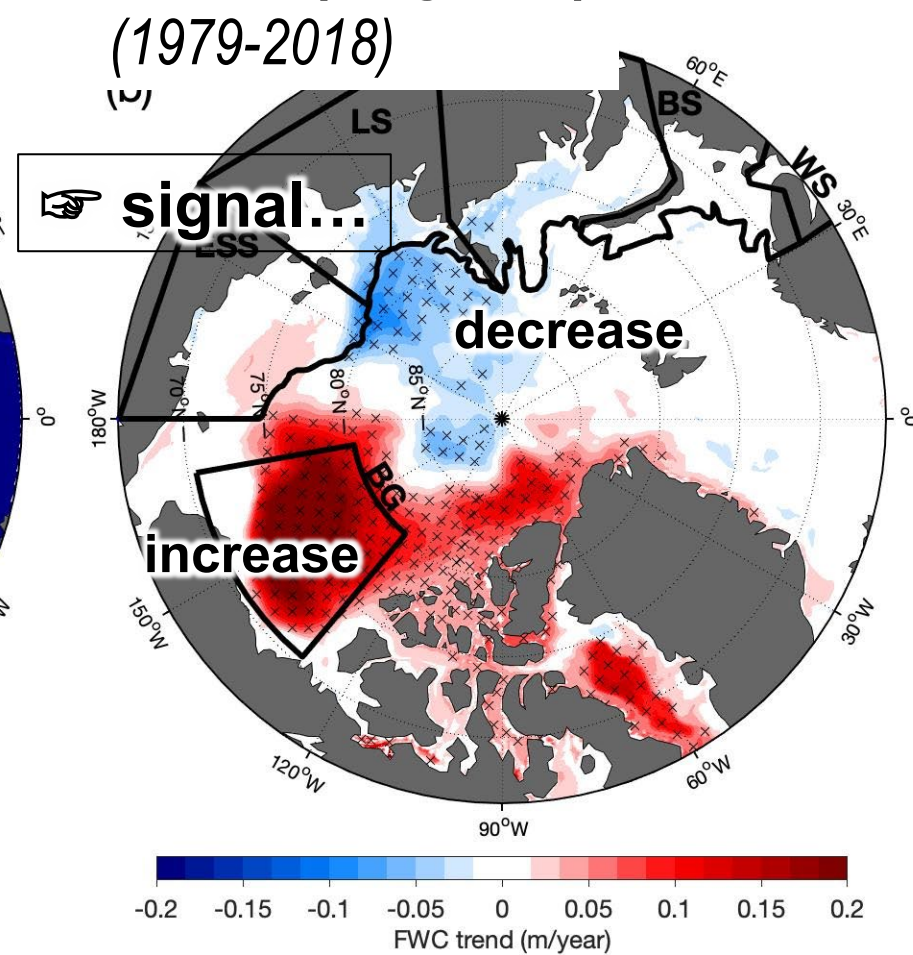 (1979-2018)
(b)
60°E
BS
LS
WS
30°E
☞ signal…
ESS
decrease
70°N
75°N
80°N
85°N
0°
180°W
0°
BG
increase
150°W
30°W
120°W
60°W
90°W
-0.2 -0.15 -0.1 -0.05 0 0.05 0.1 0.15 0.2
FWC trend (m/year)